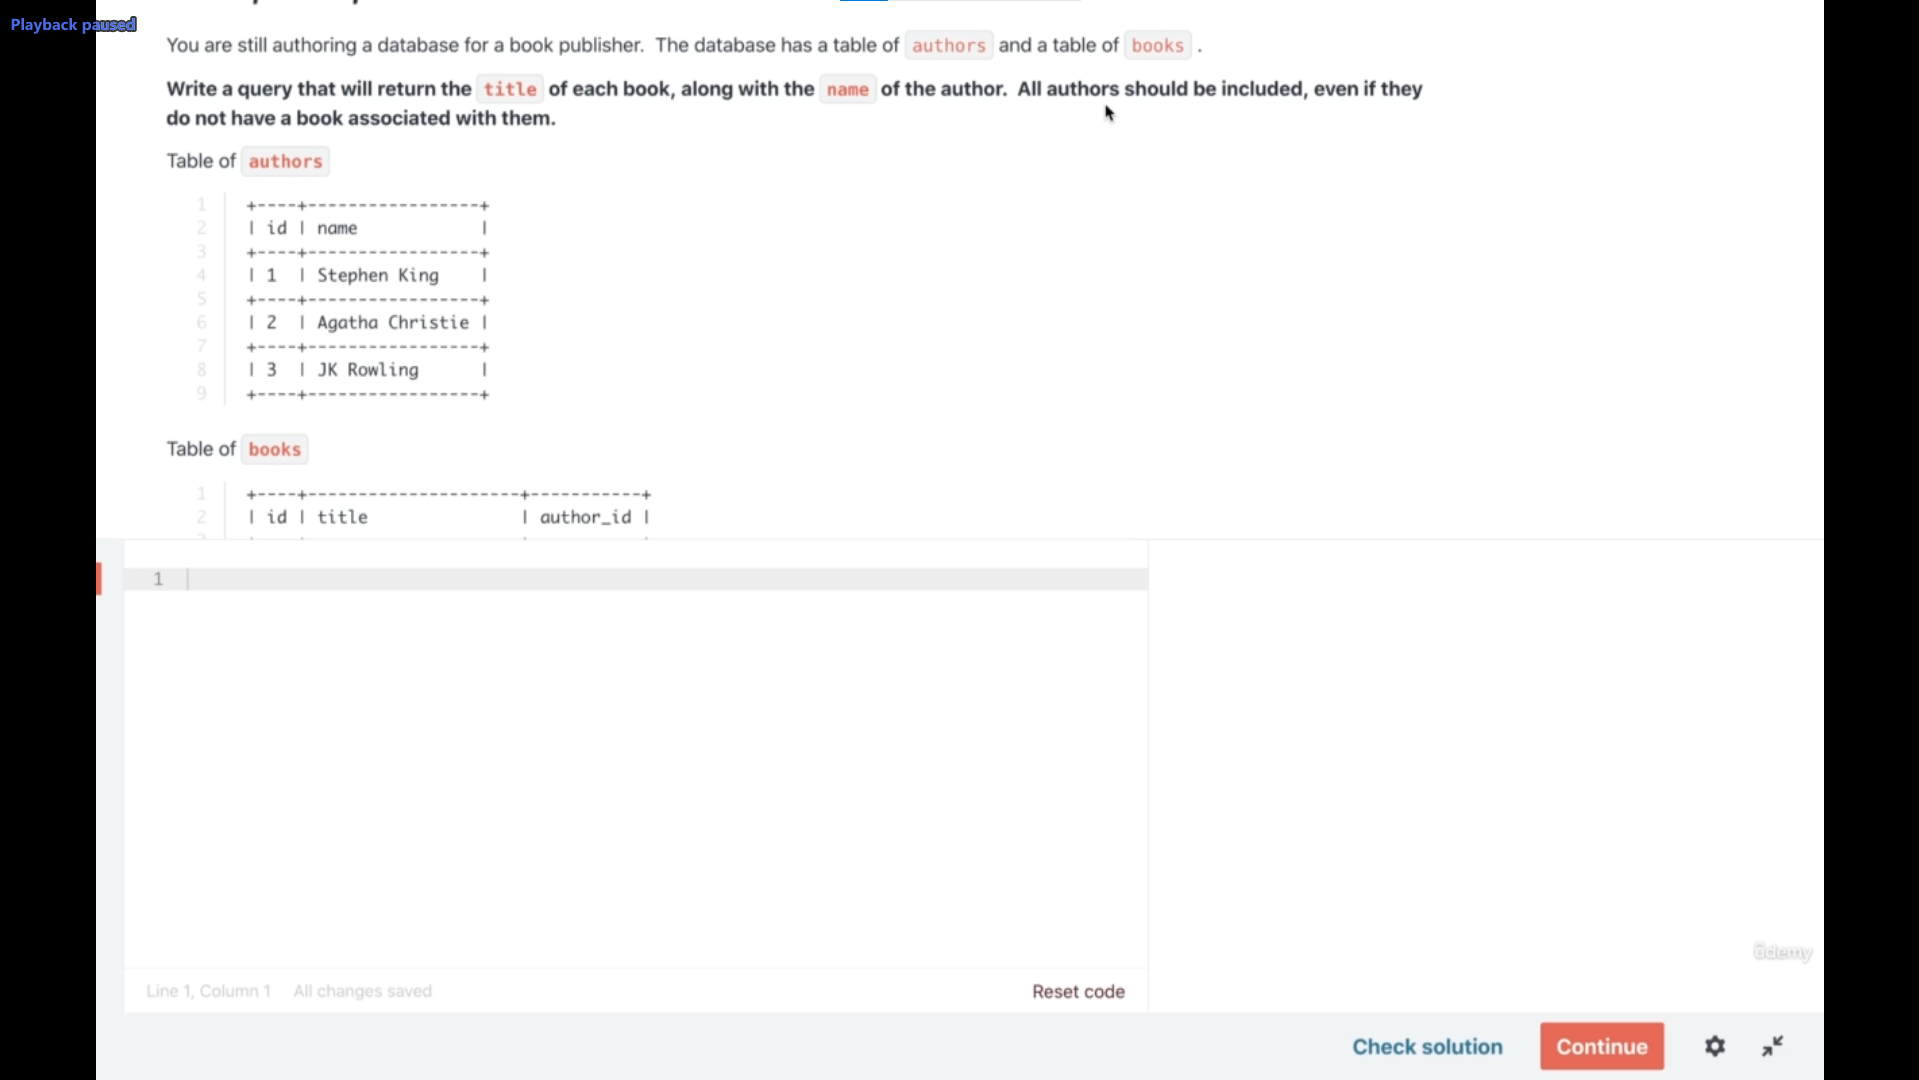 Playback paused
You are still authoring a database for a book publisher. The database has a table of authors and a table of books .
Write a query that will return the title of each book, along with the name of the author. All authors should be included, even if they
do not have a book associated with them.
Table of authors
1 +----+-----------------+
2 | id | name |
3 +----+-----------------+
4 | 1 | Stephen King |
5 +----+-----------------+
6 | 2 | Agatha Christie |
7 +----+-----------------+
8 | 3 | JK Rowling |
9 +----+-----------------+
Table of books
1 +----+---------------------+-----------+
2 | id | title | author_id |
1
Line 1, Column 1 All changes saved Reset code
Check solution Continue
ûdemy